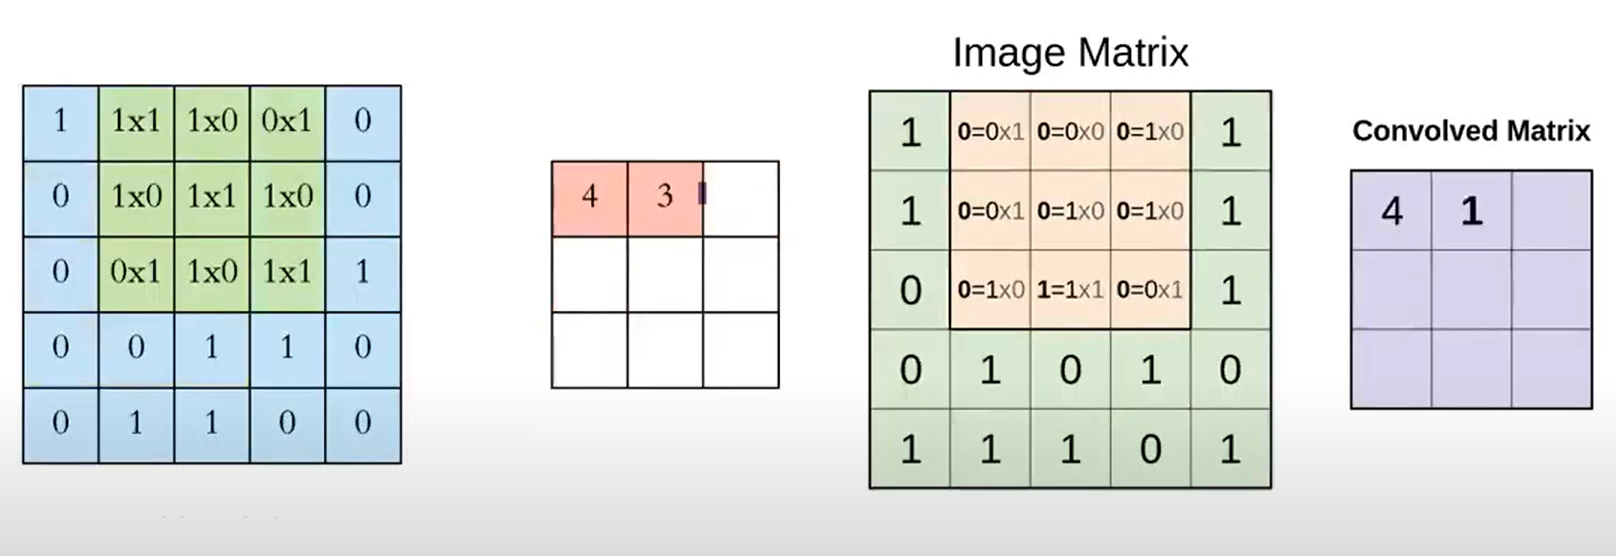 Image Matrix
Convolved Matrix
1 1x1 1x0 0x1 0
0 1x0 1x1 1x0 0
0 0x1 1x0 1x1 1
0 0 1 1 0
0 1 1 0 0
4 3
1 0=0x1 0=0x0 0=1x0 1
1 0=0x1 0=1x0 0=1x0 1
0 0=1x0 1=1x1 0=0x1 1
0 1 0 1 0
1 1 1 0 1
4 1